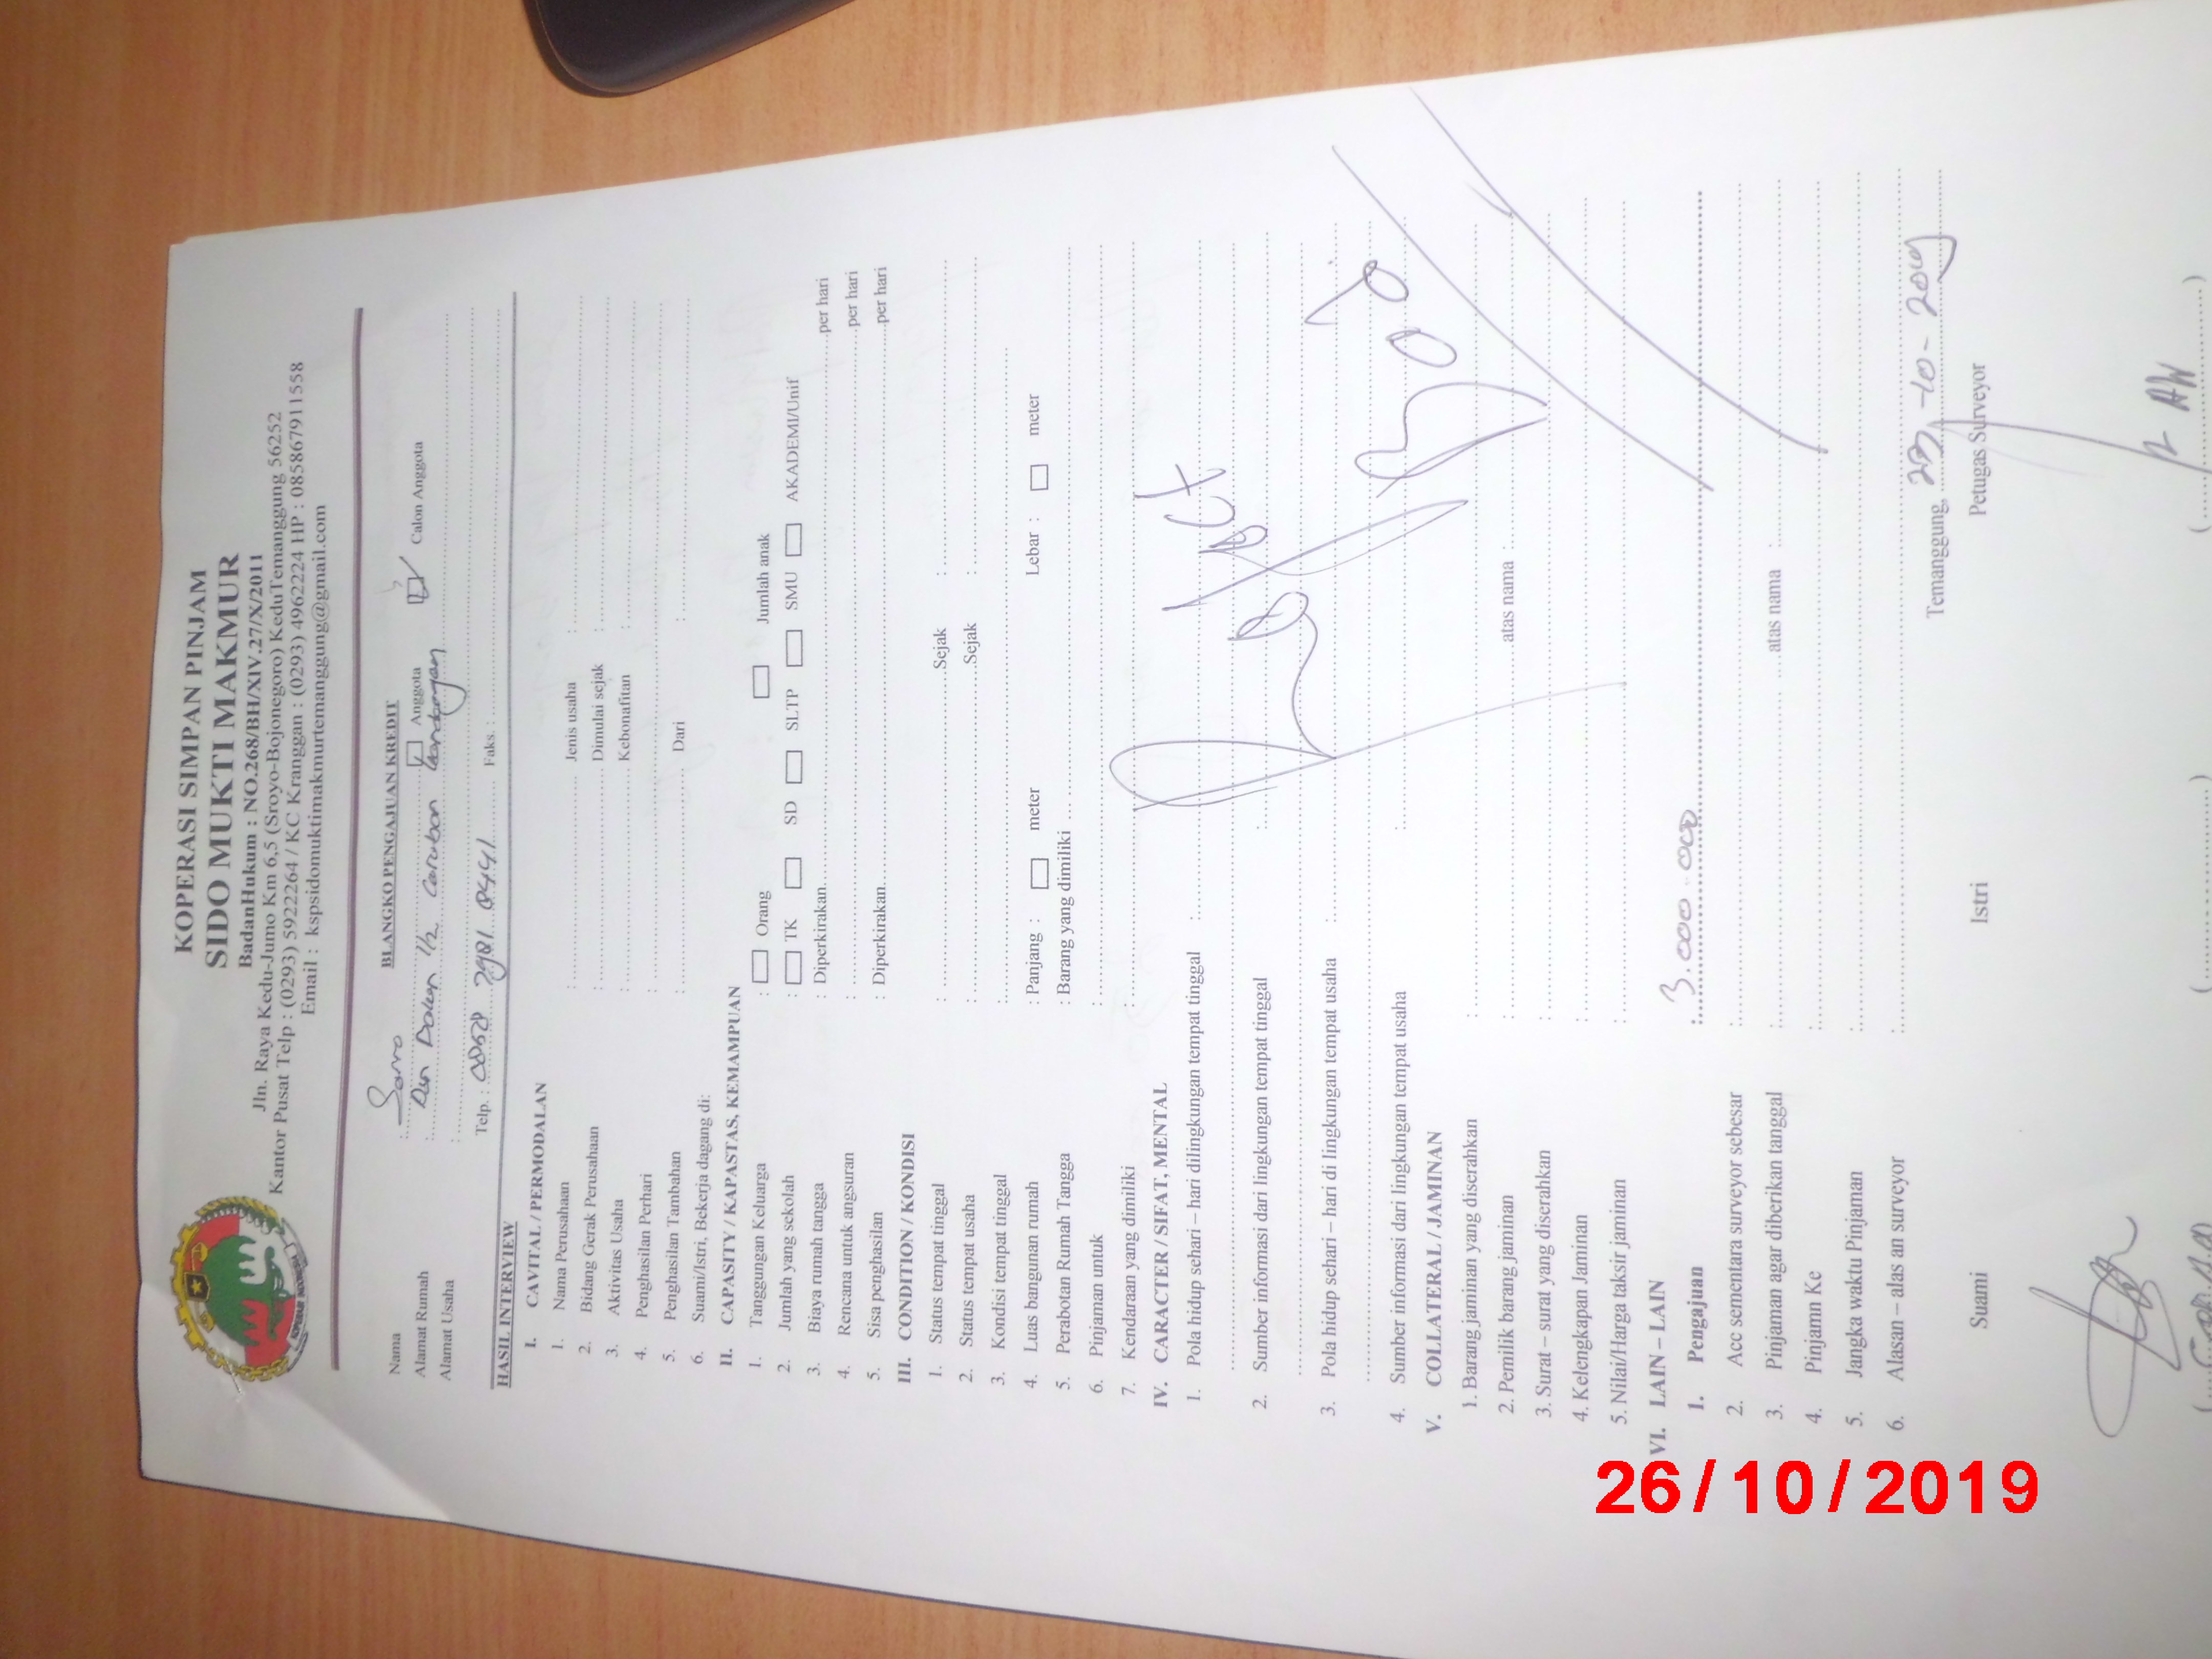 KOPERASI SIMPAN PINJAM
SIDO MUKTI MAKMUR
BadanHukum : NO.268/BH/XIV.27/X/2011
Jln. Raya Kedu-Jumo Km 6,5 (Sroyo-Bojonegoro) KeduTemanggung 56252
Kantor Pusat Telp : (0293) 5922264 / KC Kranggan : (0293) 4962224 HP : 085867911558
Email : kspsidomuktimakmurtemanggung@gmail.com
KOPERASI INDONESIA
BLANGKO PENGAJUAN KREDIT
Nama : Anggota Calon Anggota
Alamat Rumah : 1/2 Caruban Kandangan
Alamat Usaha :
Telp. : Faks. :
HASIL INTERVIEW
I. CAVITAL / PERMODALAN
1. Nama Perusahaan : Jenis usaha :
2. Bidang Gerak Perusahaan : Dimulai sejak :
3. Aktivitas Usaha : Kebonafitan :
4. Penghasilan Perhari :
5. Penghasilan Tambahan : Dari :
6. Suami/Istri, Bekerja dagang di:
II. CAPASITY / KAPASTAS, KEMAMPUAN
1. Tanggungan Keluarga : Orang Jumlah anak
2. Jumlah yang sekolah : TK SD SLTP SMU AKADEMI/Unif
3. Biaya rumah tangga : Diperkirakan per hari
4. Rencana untuk angsuran : per hari
5. Sisa penghasilan : Diperkirakan per hari
III. CONDITION / KONDISI
1. Status tempat tinggal : Sejak :
2. Status tempat usaha : Sejak :
3. Kondisi tempat tinggal :
4. Luas bangunan rumah : Panjang : meter Lebar : meter
5. Perabotan Rumah Tangga : Barang yang dimiliki
6. Pinjaman untuk :
7. Kendaraan yang dimiliki :
IV. CARACTER / SIFAT, MENTAL
1. Pola hidup sehari – hari dilingkungan tempat tinggal :
2. Sumber informasi dari lingkungan tempat tinggal :
3. Pola hidup sehari – hari di lingkungan tempat usaha :
4. Sumber informasi dari lingkungan tempat usaha :
V. COLLATERAL / JAMINAN
1. Barang jaminan yang diserahkan :
2. Pemilik barang jaminan : atas nama :
3. Surat – surat yang diserahkan :
4. Kelengkapan Jaminan :
5. Nilai/Harga taksir jaminan :
VI. LAIN – LAIN
1. Pengajuan : 3.000.000
2. Acc sementara surveyor sebesar :
3. Pinjaman agar diberikan tanggal : atas nama :
4. Pinjamn Ke :
5. Jangka waktu Pinjaman :
6. Alasan – alas an surveyor :
Temanggung, -10-2019
Suami Istri Petugas Surveyor
26/10/2019